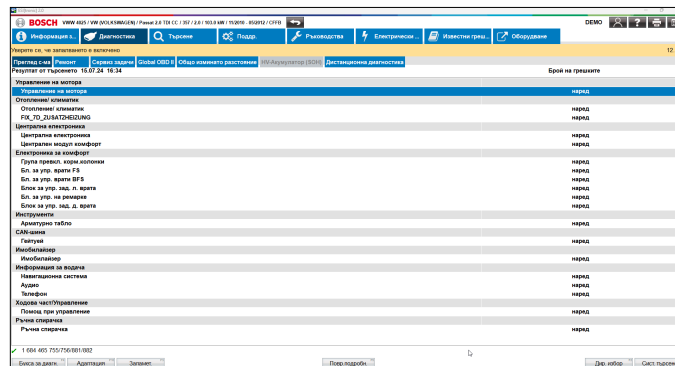 BOSCH VWW 4025 / VW (VOLKSWAGEN) / Passat 2.0 TDI CC / 357 / 2.0 / 103.0 kW / 11/2010 - 05/2012 / CFFB DEMO
Информация з... Диагностика Търсене Поддр. Ръководства Електрически ... Известни греш... Оборудване
Уверете се, че запалването е включено 12.
Преглед с-ма Ремонт Сервиз задачи Global OBD II Общо изминато разстояние HV-Акумулатор (SOH) Дистанционна диагностика
Резултат от търсенето 15.07.24 16:34 Брой на грешките
Управление на мотора
Управление на мотора наред
Отопление/ климатик
Отопление/ климатик наред
FIX_7D_ZUSATZHEIZUNG наред
Централна електроника
Централна електроника наред
Централен модул комфорт наред
Електроника за комфорт
Група превкл. корм.колонки наред
Бл. за упр. врати FS наред
Бл. за упр. врати BFS наред
Блок за упр. зад. л. врата наред
Бл. за упр. на ремарке наред
Блок за упр. зад. д. врата наред
Инструменти
Арматурно табло наред
CAN-шина
Гейтуей наред
Имобилайзер
Имобилайзер наред
Информация за водача
Навигационна система наред
Аудио наред
Телефон наред
Ходова част/Управление
Помощ при управление наред
Ръчна спирачка
Ръчна спирачка наред
1 684 465 755/756/881/882
Букса за диагн. Адаптация Запамет. Повр.подробн. Дир. избор Сист.търсене